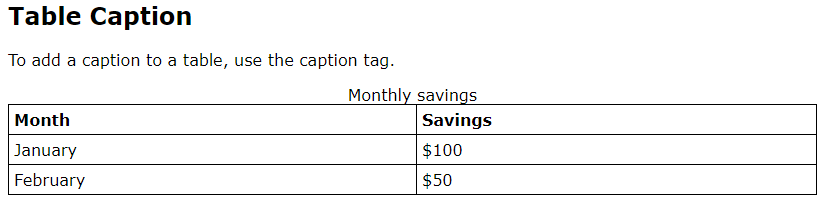 Table Caption
To add a caption to a table, use the caption tag.
Monthly savings
Month Savings
January $100
February $50